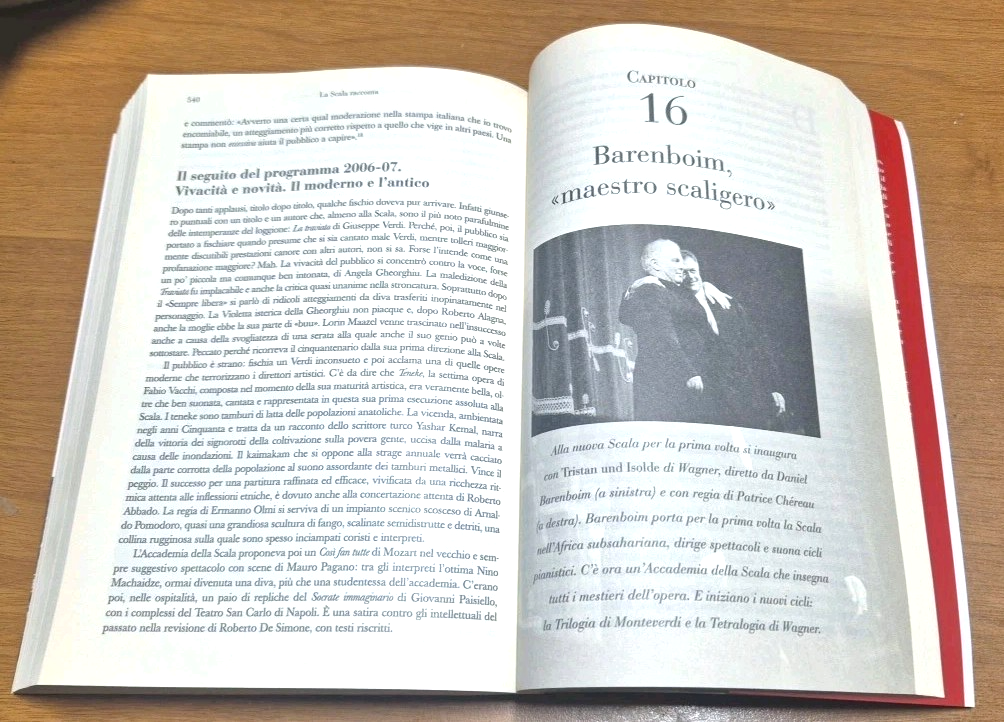 540
La Scala racconta
e commentò: «Avverto una certa qual moderazione nella stampa italiana che io trovo
encomiabile, un atteggiamento più corretto rispetto a quello che vige in altri paesi. Una
stampa non aiuta il pubblico a capire».
Il seguito del programma 2006-07.
Vivacità e novità. Il moderno e l'antico
Dopo tanti applausi, titolo dopo titolo, qualche fischio doveva pur arrivare. Infatti giunse-
ro puntuali con un titolo e un autore che, almeno alla Scala, sono il più noto parafulmine
delle intemperanze del loggione: La traviata di Giuseppe Verdi. Perché, poi, il pubblico sia
portato a fischiare quando presume che si sia cantato male Verdi, mentre tolleri maggior-
mente discutibili prestazioni canore con altri autori, non si sa. Forse l'intende come una
profanazione maggiore? Mah. La vivacità del pubblico si concentrò contro la voce, forse
un po' piccola ma comunque ben intonata, di Angela Gheorghiu. La maledizione della
Traviata fu implacabile e anche la critica quasi unanime nella stroncatura. Soprattutto dopo
il «Sempre libera» si parlò di ridicoli atteggiamenti da diva trasferiti inopinatamente nel
personaggio. La Violetta isterica della Gheorghiu non piacque e, dopo Roberto Alagna,
anche la moglie ebbe la sua parte di «buu». Lorin Maazel venne trascinato nell'insuccesso
anche a causa della svogliatezza di una serata alla quale anche il suo genio può a volte
sottostare. Peccato perché ricorreva il cinquantenario dalla sua prima direzione alla Scala.
Il pubblico è strano: fischia un Verdi inconsueto e poi acclama una di quelle opere
moderne che terrorizzano i direttori artistici. C'è da dire che Teneke, la settima opera di
Fabio Vacchi, composta nel momento della sua maturità artistica, era veramente bella, ol-
tre che ben suonata, cantata e rappresentata in questa sua prima esecuzione assoluta alla
Scala. I teneke sono tamburi di latta delle popolazioni anatoliche. La vicenda, ambientata
negli anni Cinquanta e tratta da un racconto dello scrittore turco Yashar Kemal, narra
della vittoria dei signorotti della coltivazione sulla povera gente, uccisa dalla malaria a
causa delle inondazioni. Il kaimakam che si oppone alla strage annuale verrà cacciato
dalla parte corrotta della popolazione al suono assordante dei tamburi metallici. Vince il
peggio. Il successo per una partitura raffinata ed efficace, vivificata da una ricchezza rit-
mica attenta alle inflessioni etniche, è dovuto anche alla concertazione attenta di Roberto
Abbado. La regia di Ermanno Olmi si serviva di un impianto scenico scosceso di Arnal-
do Pomodoro, quasi una grandiosa scultura di fango, scalinate semidistrutte e detriti, una
collina rugginosa sulla quale sono spesso inciampati coristi e interpreti.
L'Accademia della Scala proponeva poi un Così fan tutte di Mozart nel vecchio e sem-
pre suggestivo spettacolo con scene di Mauro Pagano: tra gli interpreti l'ottima Nino
Machaidze, ormai divenuta una diva, più che una studentessa dell'accademia. C'erano
poi, nelle ospitalità, un paio di repliche del Socrate immaginario di Giovanni Paisiello,
con i complessi del Teatro San Carlo di Napoli. È una satira contro gli intellettuali del
passato nella revisione di Roberto De Simone, con testi riscritti.
CAPITOLO
16
Barenboim,
«maestro scaligero»
Alla nuova Scala per la prima volta si inaugura
con Tristan und Isolde di Wagner, diretto da Daniel
Barenboim (a sinistra) e con regia di Patrice Chéreau
(a destra). Barenboim porta per la prima volta la Scala
nell'Africa subsahariana, dirige spettacoli e suona cicli
pianistici. C'è ora un'Accademia della Scala che insegna
tutti i mestieri dell'opera. E iniziano i nuovi cicli:
la Trilogia di Monteverdi e la Tetralogia di Wagner.